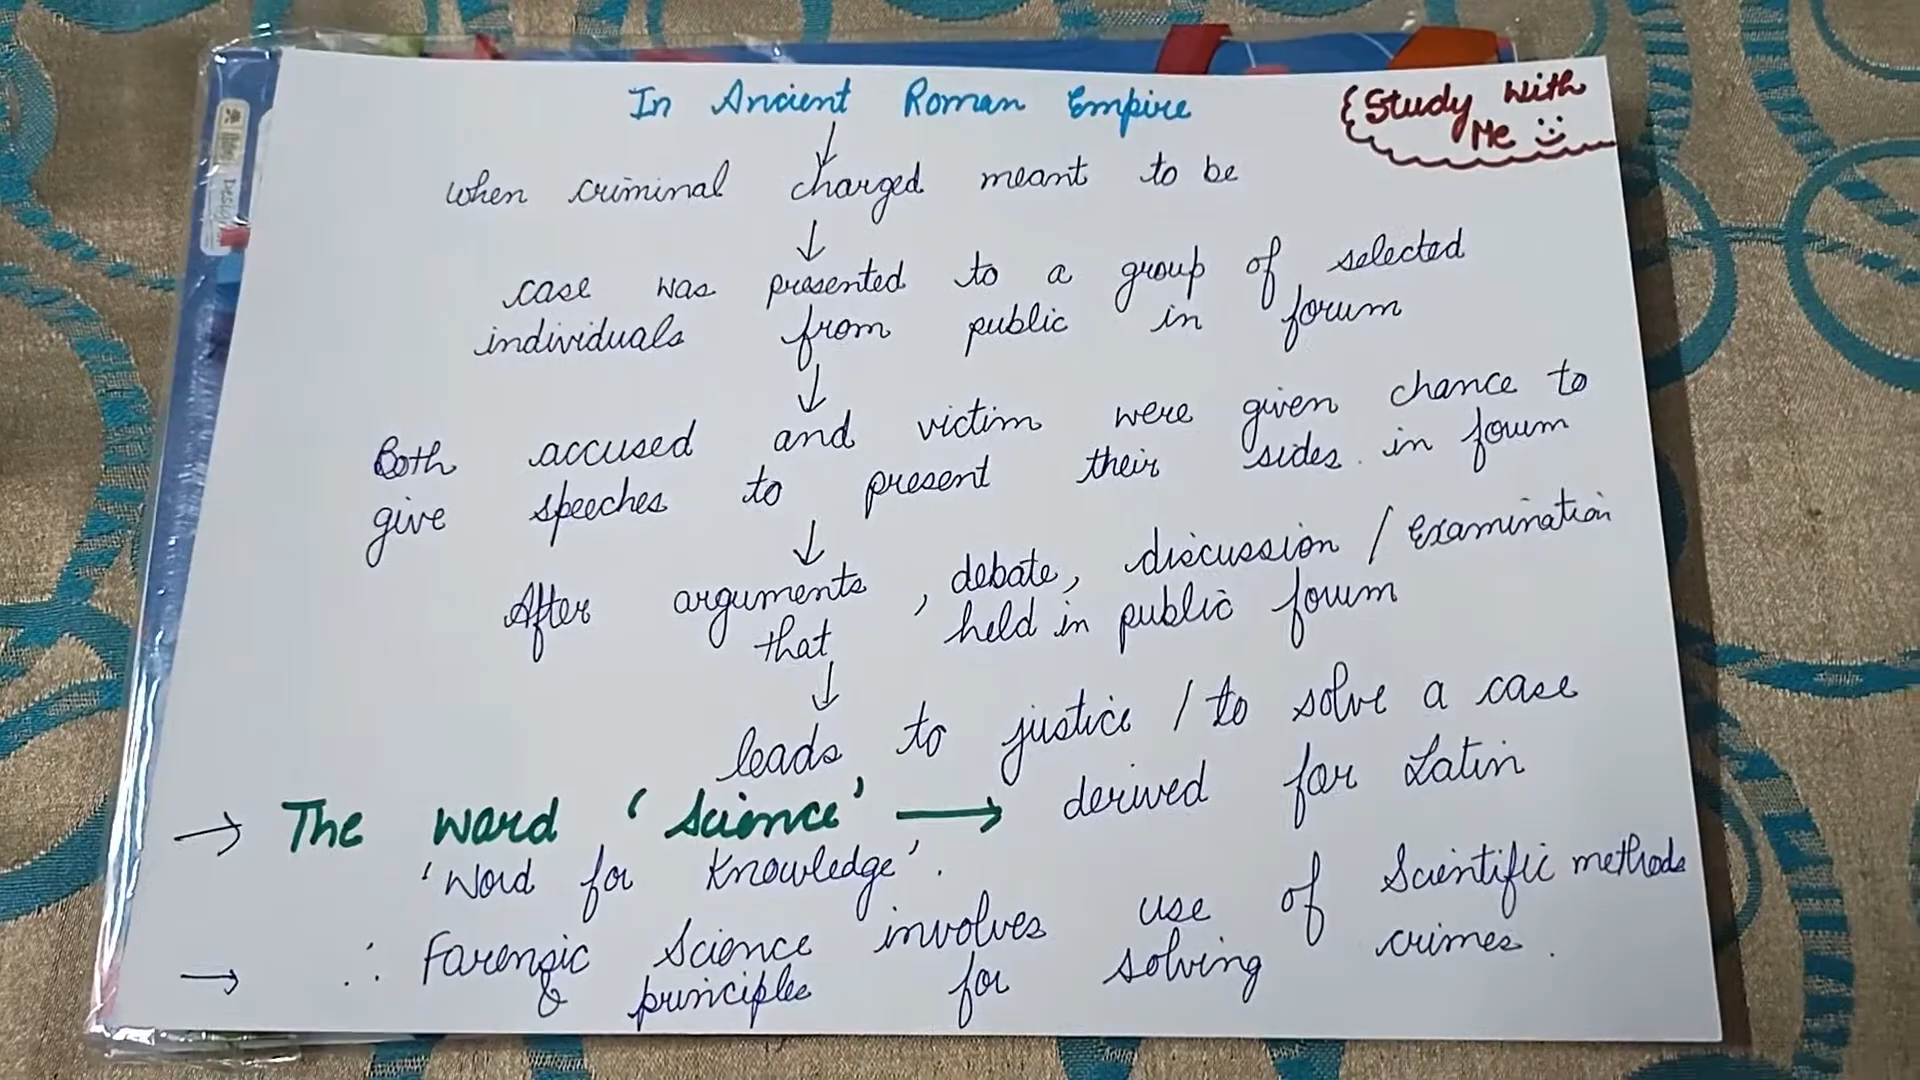 In Ancient Roman Empire
{Study With
Me
↓
when criminal charged meant to be
↓
case was presented to a group of selected
individuals from public in forum
↓
Both accused and victim were given chance to
give speeches to present their sides in forum
↓
After arguments, debate, discussion / Examination
that held in public forum
↓
leads to justice / to solve a case
→ The word 'Science' → derived for Latin
'Word for Knowledge'.
→ ∴ Forensic Science involves use of Scientific methods
& principles for solving crimes.